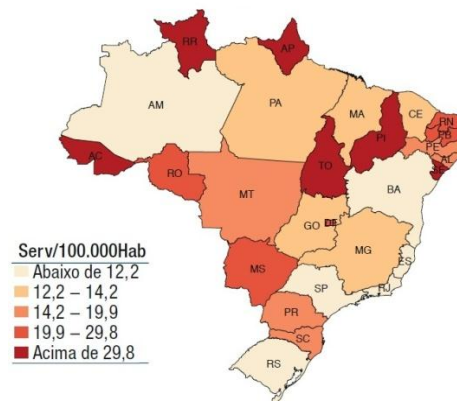 RR
AP
AM
PA
MA
CE
RN
PB
PE
AL
SE
PI
AC
TO
RO
BA
MT
DF
GO
MG
ES
MS
SP
RJ
PR
SC
RS
Serv/100.000Hab
Abaixo de 12,2
12,2 – 14,2
14,2 – 19,9
19,9 – 29,8
Acima de 29,8